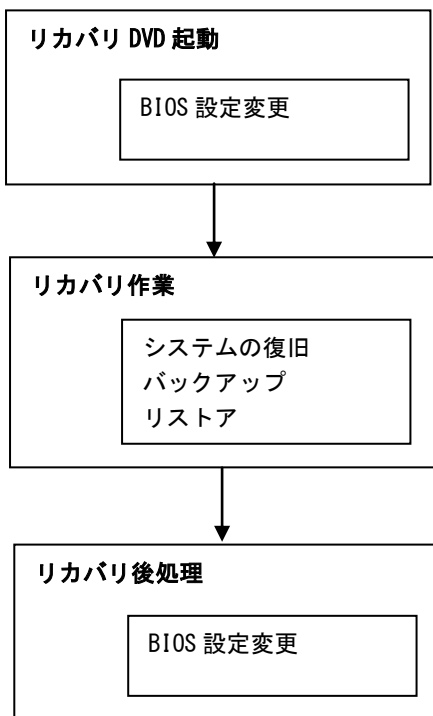 リカバリ DVD 起動
BIOS 設定変更
リカバリ作業
システムの復旧
バックアップ
リストア
リカバリ後処理
BIOS 設定変更